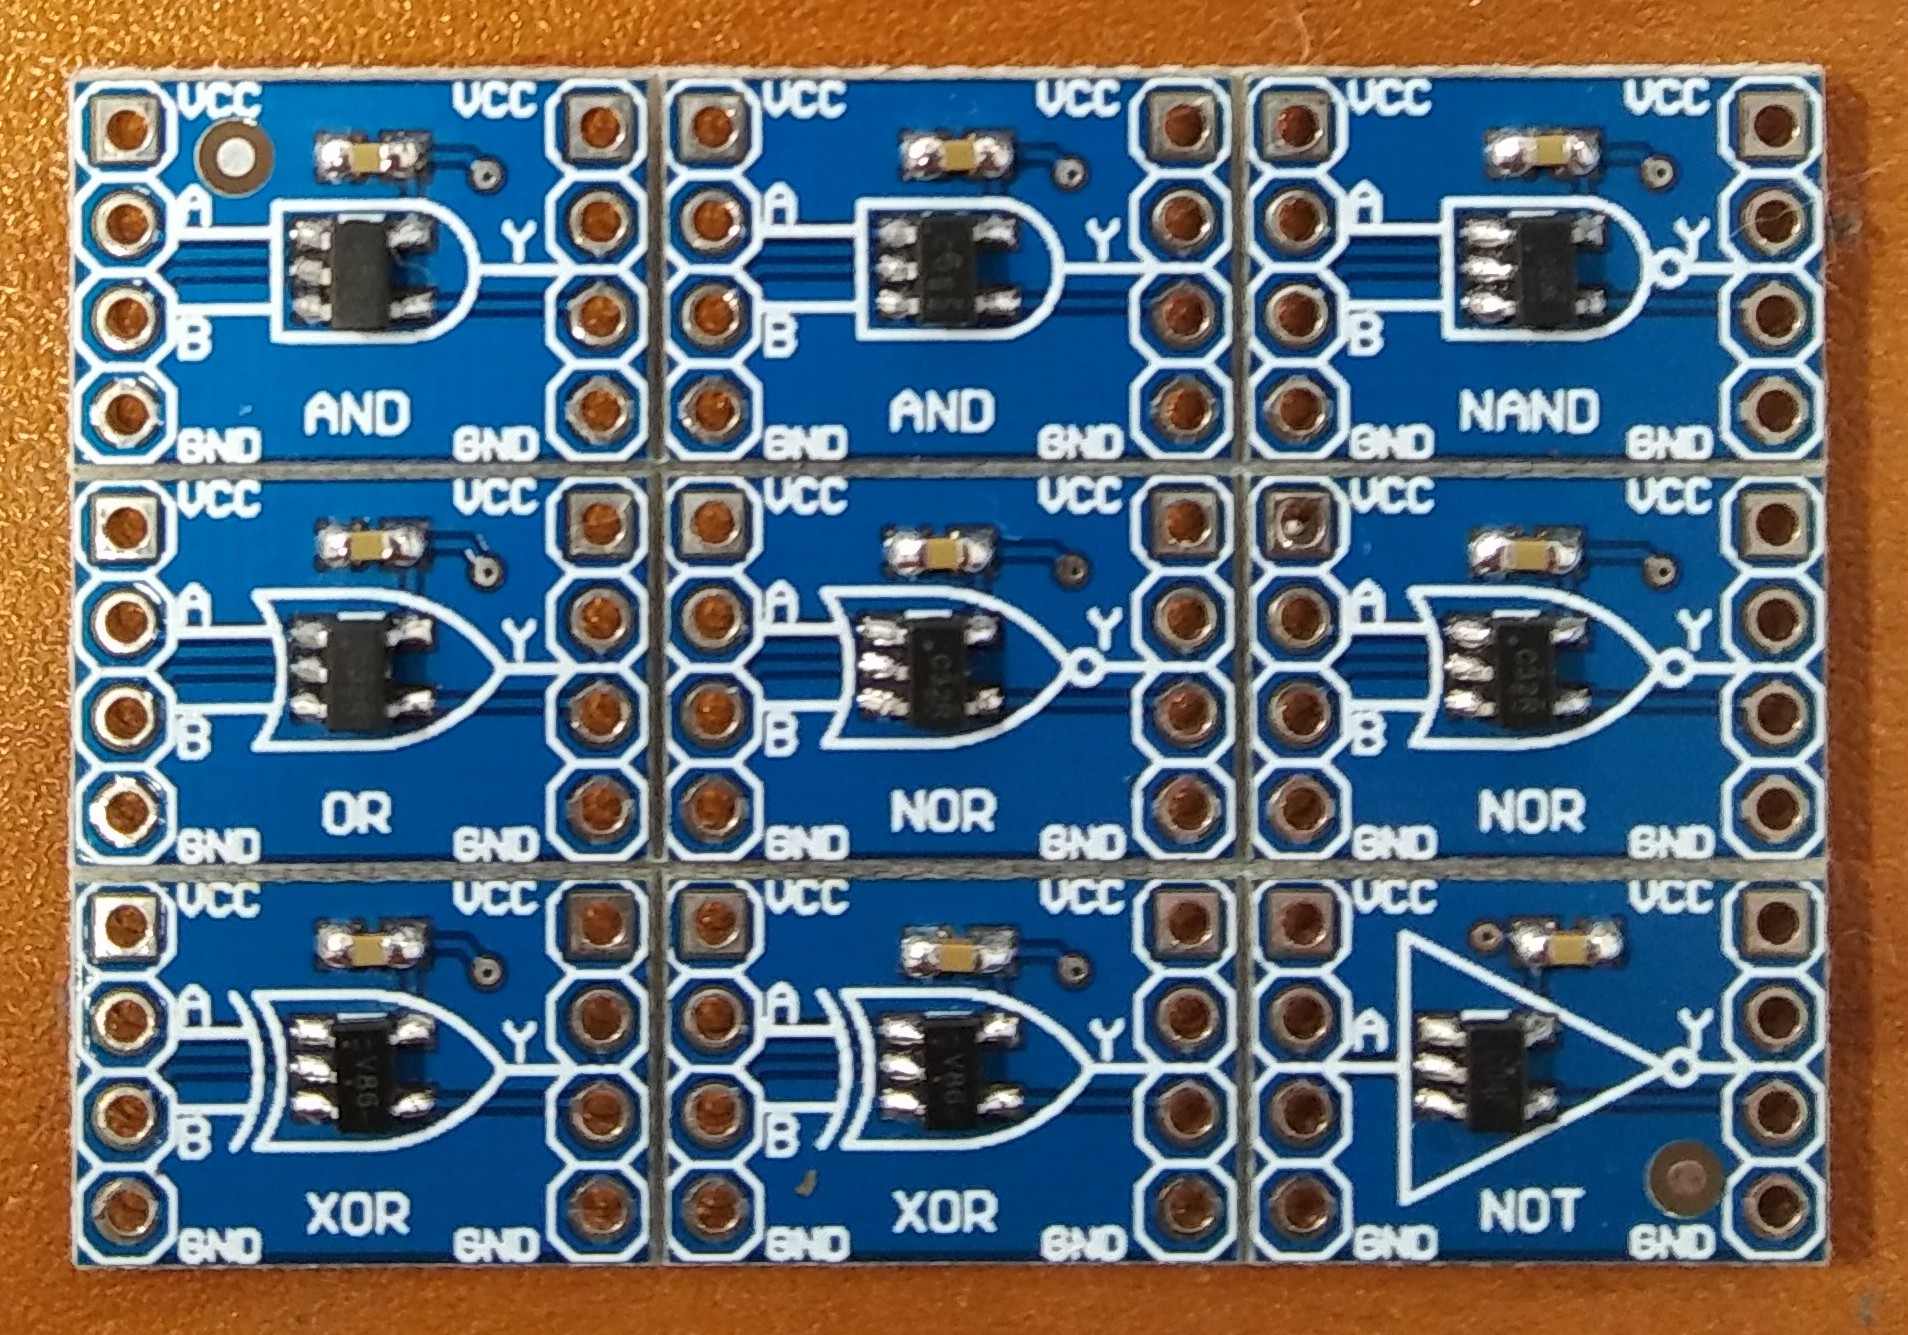 VCC VCC VCC VCC VCC VCC
A Y A Y A Y
B B B
AND AND NAND
GND GND GND GND GND GND
VCC VCC VCC VCC VCC VCC
A Y A Y A Y
B B B
OR NOR NOR
GND GND GND GND GND GND
VCC VCC VCC VCC VCC VCC
A Y A Y A Y
V86 V86
B B
XOR XOR NOT
GND GND GND GND GND GND